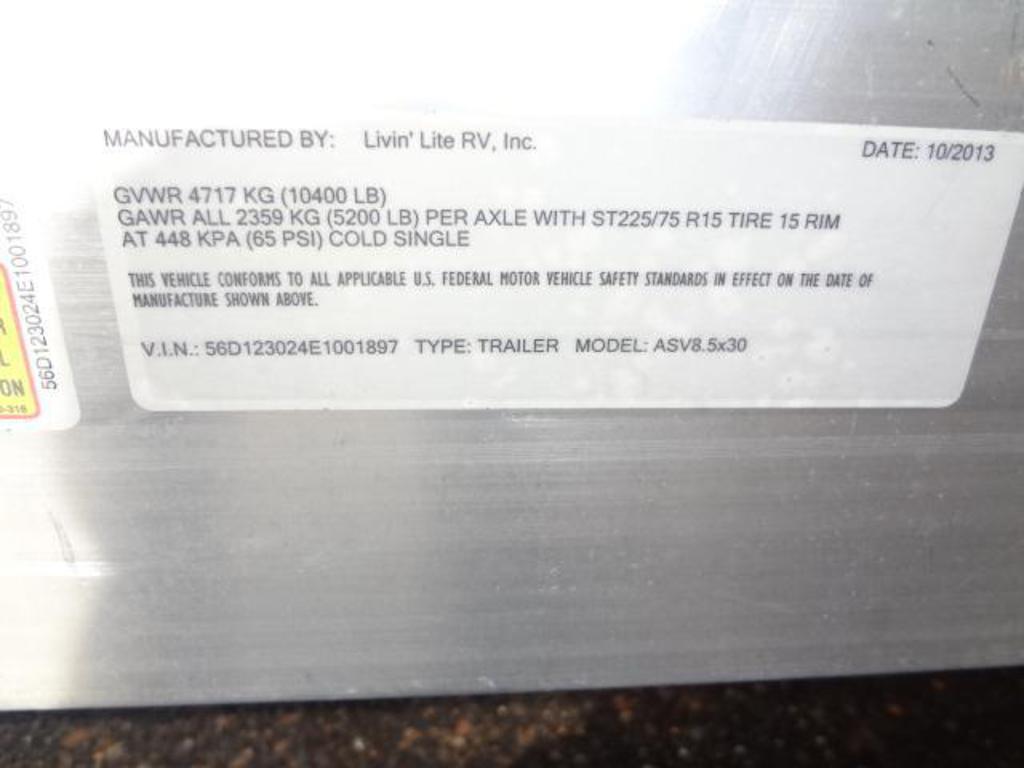 MANUFACTURED BY: Livin' Lite RV, Inc.
DATE: 10/2013
GVWR 4717 KG (10400 LB)
GAWR ALL 2359 KG (5200 LB) PER AXLE WITH ST225/75 R15 TIRE 15 RIM
AT 448 KPA (65 PSI) COLD SINGLE
THIS VEHICLE CONFORMS TO ALL APPLICABLE U.S. FEDERAL MOTOR VEHICLE SAFETY STANDARDS IN EFFECT ON THE DATE OF
MANUFACTURE SHOWN ABOVE.
V.I.N.: 56D123024E1001897 TYPE: TRAILER MODEL: ASV8.5x30
56D123024E1001897